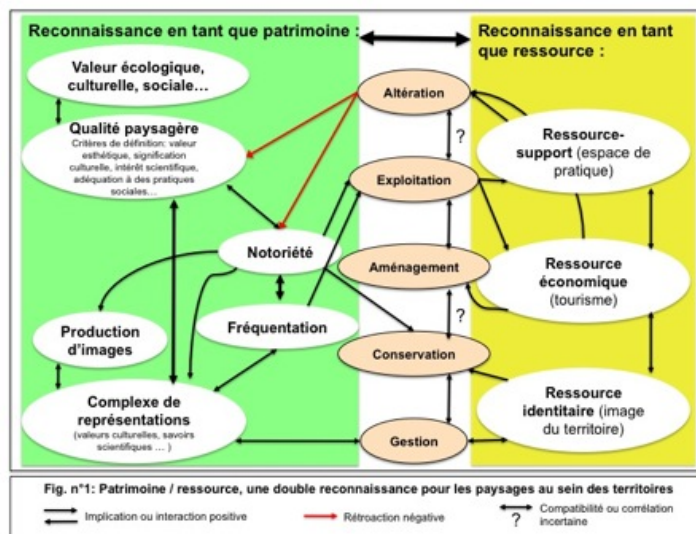 Reconnaissance en tant que patrimoine :
Reconnaissance en tant
que ressource :
Valeur écologique,
culturelle, sociale…
Qualité paysagère
Critères de définition: valeur
esthétique, signification
culturelle, intérêt scientifique,
adéquation à des pratiques
sociales…
Notoriété
Production
d'images
Fréquentation
Complexe de
représentations
(valeurs culturelles, savoirs
scientifiques … )
Altération
?
Exploitation
Aménagement
?
Conservation
Gestion
Ressource-
support (espace de
pratique)
Ressource
économique
(tourisme)
Ressource
identitaire (image
du territoire)
Fig. n°1: Patrimoine / ressource, une double reconnaissance pour les paysages au sein des territoires
Implication ou interaction positive
Rétroaction négative
?
Compatibilité ou corrélation
incertaine